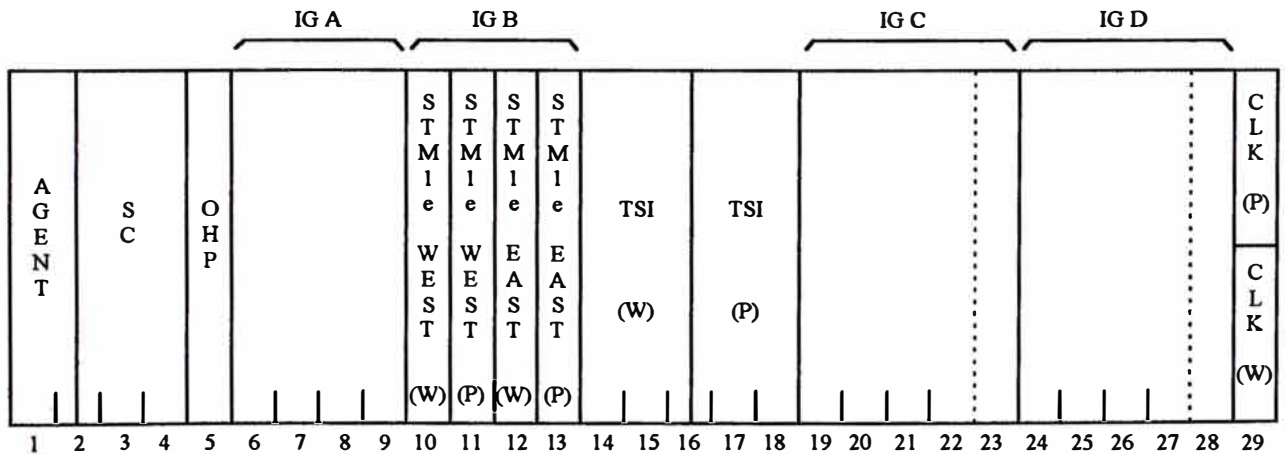 IG A IG B IG C IG D
AGENT
SC
OHP
STM1e WEST (W)
STM1e WEST (P)
STM1e EAST (W)
STM1e EAST (P)
TSI
(W)
TSI
(P)
CLK
(P)
CLK
(W)
1 2 3 4 5 6 7 8 9 10 11 12 13 14 15 16 17 18 19 20 21 22 23 24 25 26 27 28 29